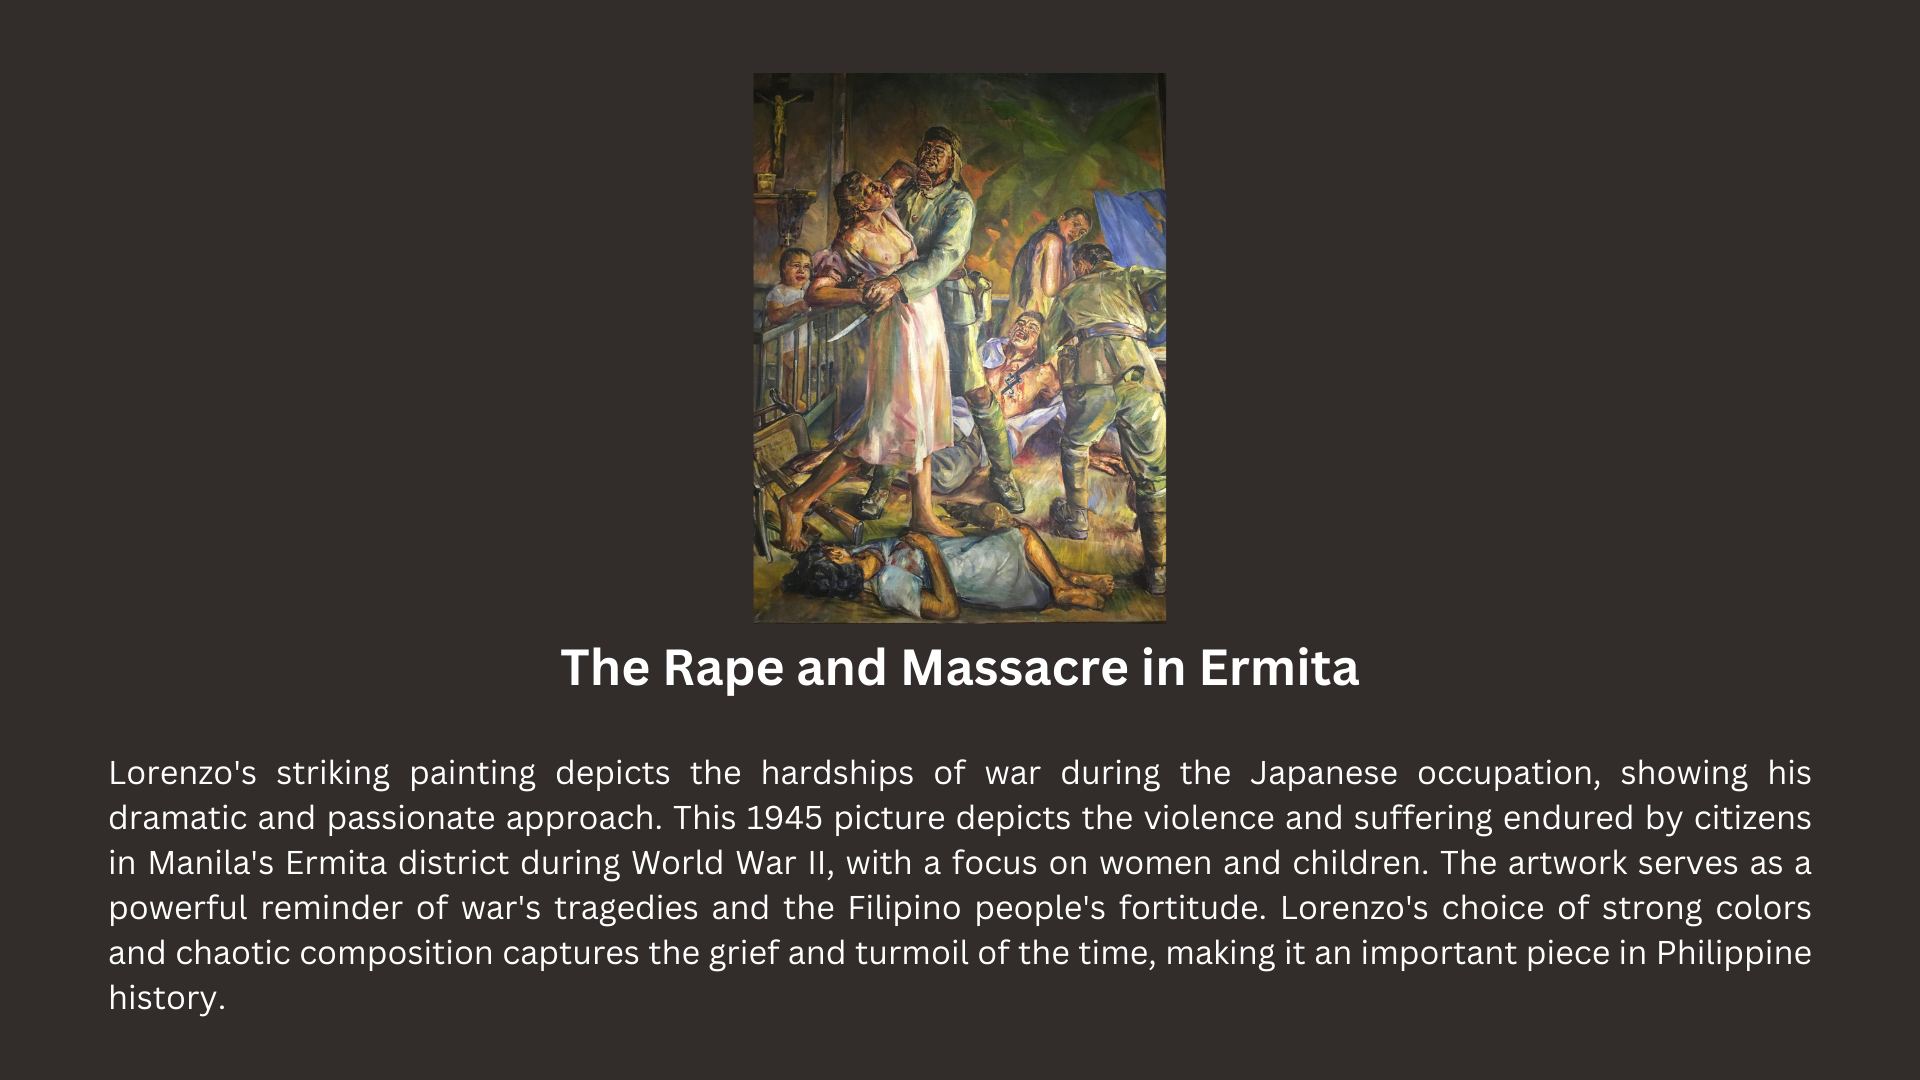 The Rape and Massacre in Ermita
Lorenzo's striking painting depicts the hardships of war during the Japanese occupation, showing his
dramatic and passionate approach. This 1945 picture depicts the violence and suffering endured by citizens
in Manila's Ermita district during World War II, with a focus on women and children. The artwork serves as a
powerful reminder of war's tragedies and the Filipino people's fortitude. Lorenzo's choice of strong colors
and chaotic composition captures the grief and turmoil of the time, making it an important piece in Philippine
history.